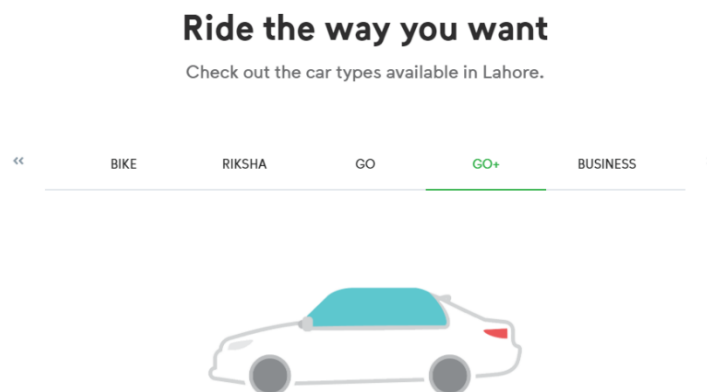 Ride the way you want
Check out the car types available in Lahore.
« BIKE RIKSHA GO GO+ BUSINESS